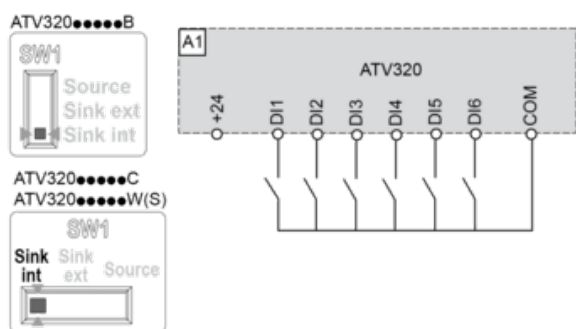 ATV320●●●●●B
SW1
Source
Sink ext
Sink int
ATV320●●●●●C
ATV320●●●●●W(S)
SW1
Sink int
Sink ext
Source
A1
ATV320
+24
DI1
DI2
DI3
DI4
DI5
DI6
COM